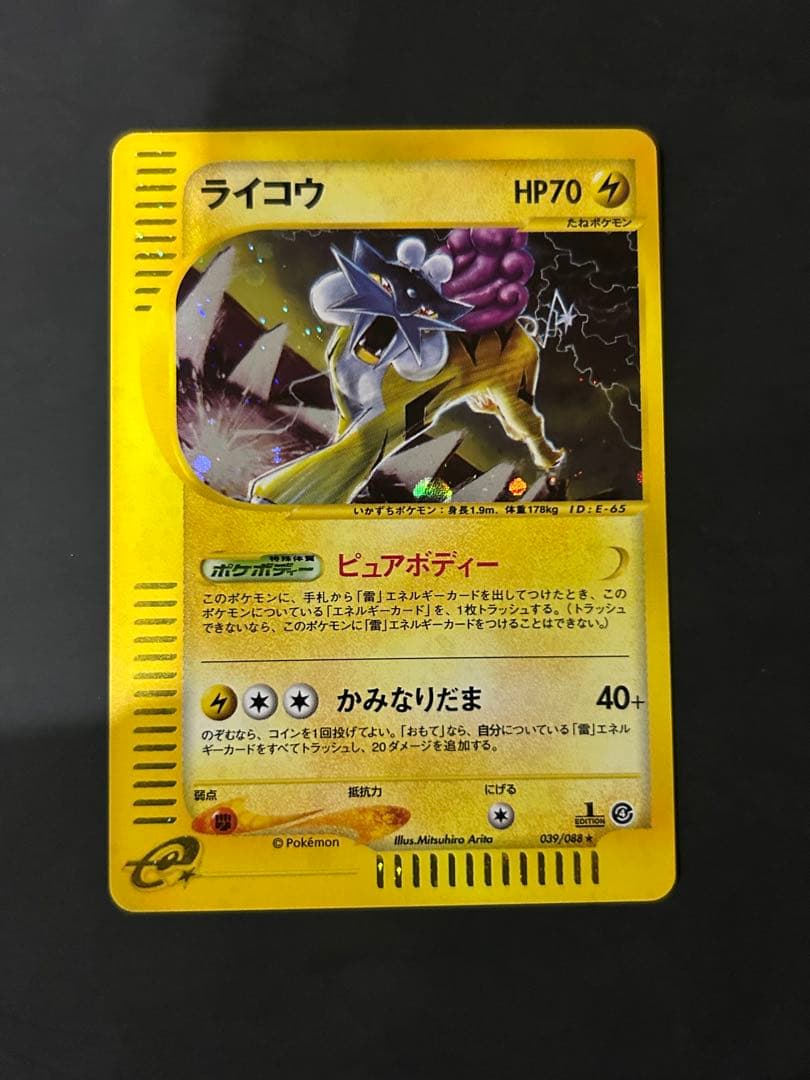 ライコウ HP70
たねポケモン
いかずちポケモン：身長1.9m. 体重178kg ID:E-65
特殊体質
ポケボディー ピュアボディー
このポケモンに、手札から「雷」エネルギーカードを出してつけたとき、この
ポケモンについている「エネルギーカード」を、1枚トラッシュする。（トラッシュ
できないなら、このポケモンに「雷」エネルギーカードをつけることはできない。）
かみなりだま 40+
のぞむなら、コインを1回投げてよい。「おもて」なら、自分についている「雷」エネル
ギーカードをすべてトラッシュし、20ダメージを追加する。
弱点 抵抗力 にげる
1
EDITION
Illus.Mitsuhiro Arita 039/088★
©Pokémon
e